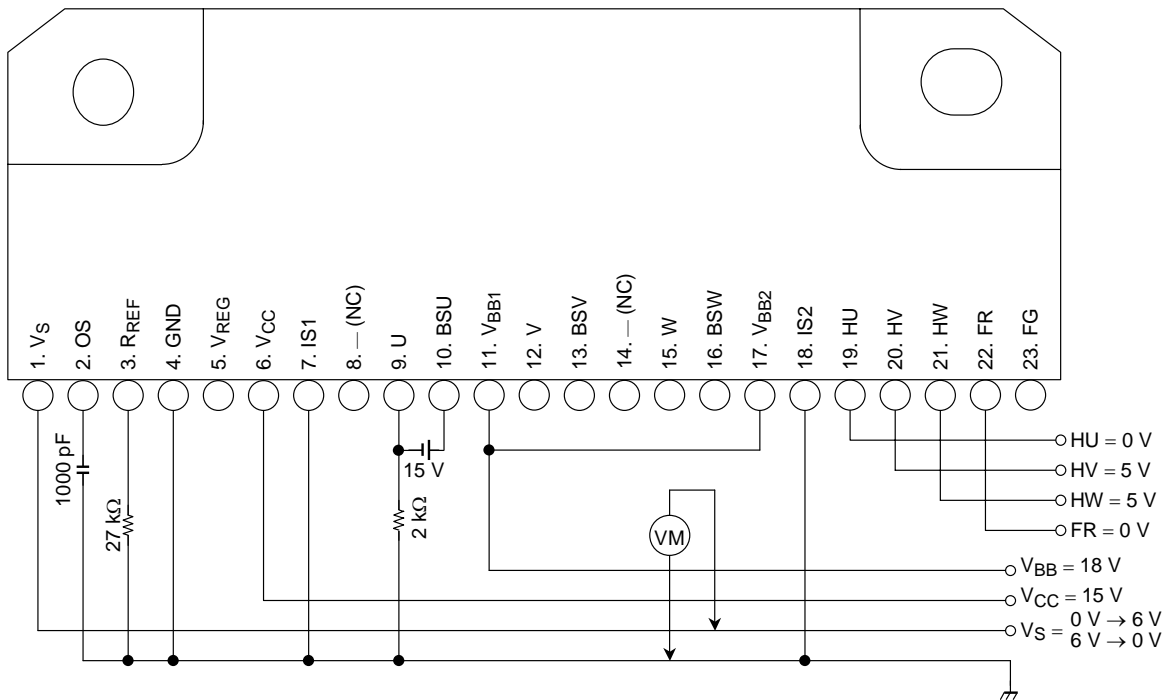 1. VS
2. OS
3. RREF
4. GND
5. VREG
6. VCC
7. IS1
8. — (NC)
9. U
10. BSU
11. VBB1
12. V
13. BSV
14. — (NC)
15. W
16. BSW
17. VBB2
18. IS2
19. HU
20. HV
21. HW
22. FR
23. FG
1000 pF
27 kΩ
15 V
2 kΩ
VM
HU = 0 V
HV = 5 V
HW = 5 V
FR = 0 V
VBB = 18 V
VCC = 15 V
VS = 0 V → 6 V
6 V → 0 V